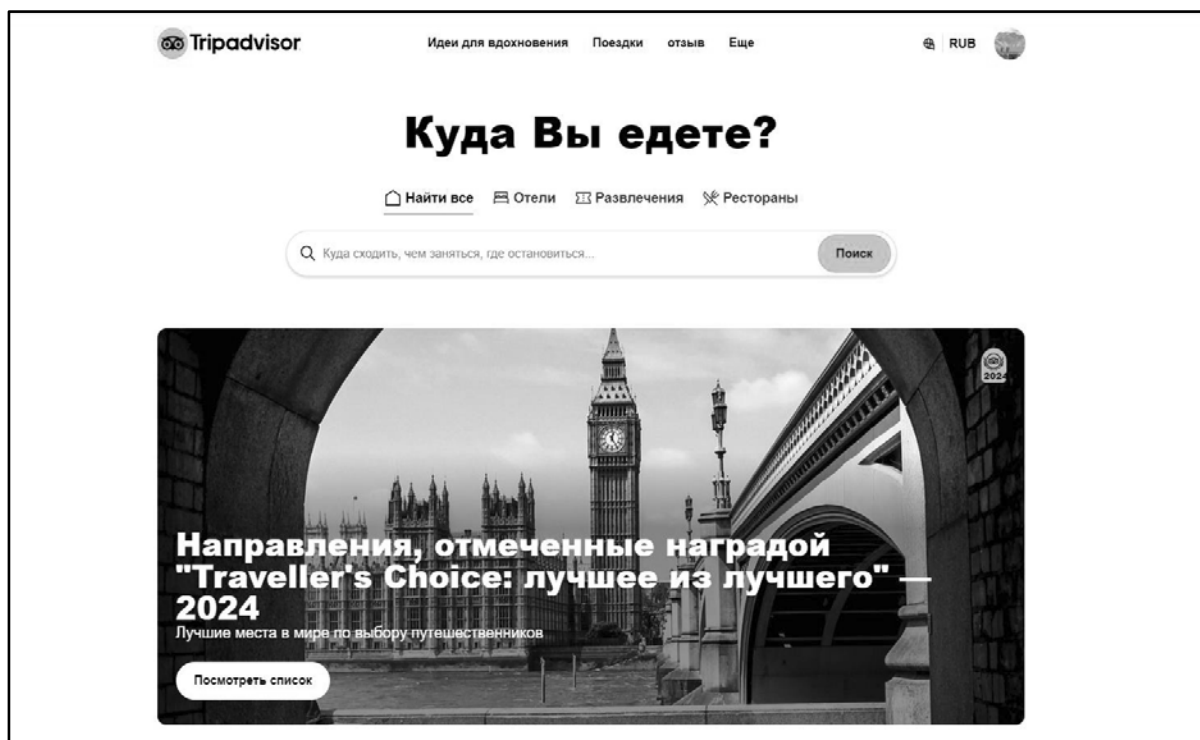 Tripadvisor Идеи для вдохновения Поездки отзыв Еще RUB
Куда Вы едете?
Найти все Отели Развлечения Рестораны
Куда сходить, чем заняться, где остановиться... Поиск
2024
Направления, отмеченные наградой
"Traveller's Choice: лучшее из лучшего" —
2024
Лучшие места в мире по выбору путешественников
Посмотреть список